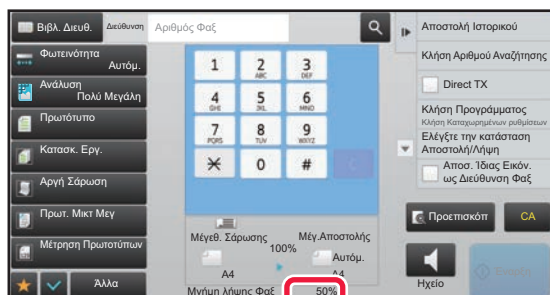 Βιβλ. Διευθ.
Διεύθυνση
Αριθμός Φαξ
Φωτεινότητα
Αυτόμ.
Ανάλυση
Πολύ Μεγάλη
Πρωτότυπο
Κατασκ. Εργ.
Αργή Σάρωση
Πρωτ. Μικτ Μεγ
Μέτρηση Πρωτοτύπων
Άλλα
1
2 ABC
3 DEF
4 GHI
5 JKL
6 MNO
7 PQRS
8 TUV
9 WXYZ
0
#
C
Μέγεθ. Σάρωσης
100%
Μέγ.Αποστολής
Αυτόμ.
A4
A4
Μνήμη λήψης Φαξ
50%
Αποστολή Ιστορικού
Κλήση Αριθμού Αναζήτησης
Direct TX
Κλήση Προγράμματος
Κλήση Καταχωρημένων ρυθμίσεων
Ελέγξτε την κατάσταση
Αποστολή/Λήψη
Αποσ. Ίδιας Εικόν.
ως Διεύθυνση Φαξ
Προεπισκόπ
CA
Ηχείο
Έναρξη